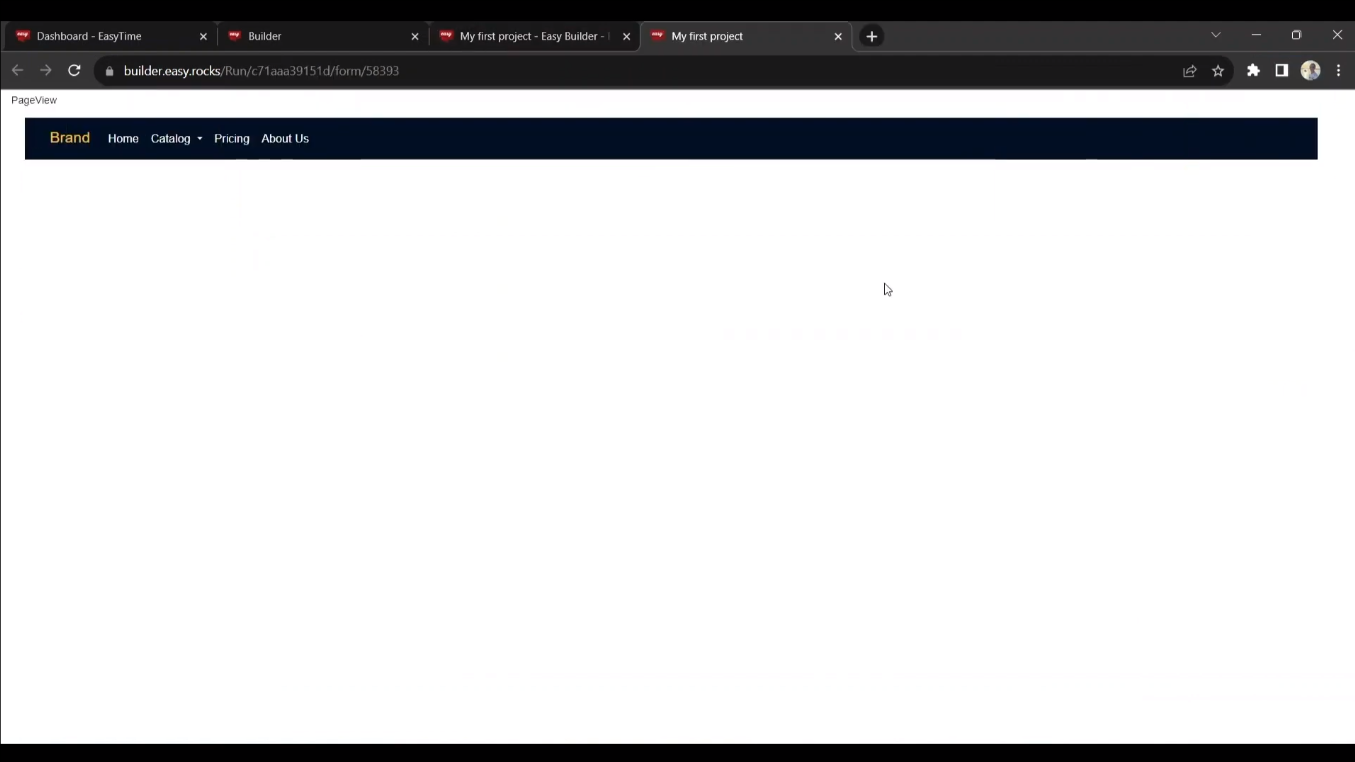 Dashboard - EasyTime
Builder
My first project - Easy Builder -
My first project
builder.easy.rocks/Run/c71aaa39151d/form/58393
PageView
Brand Home Catalog Pricing About Us